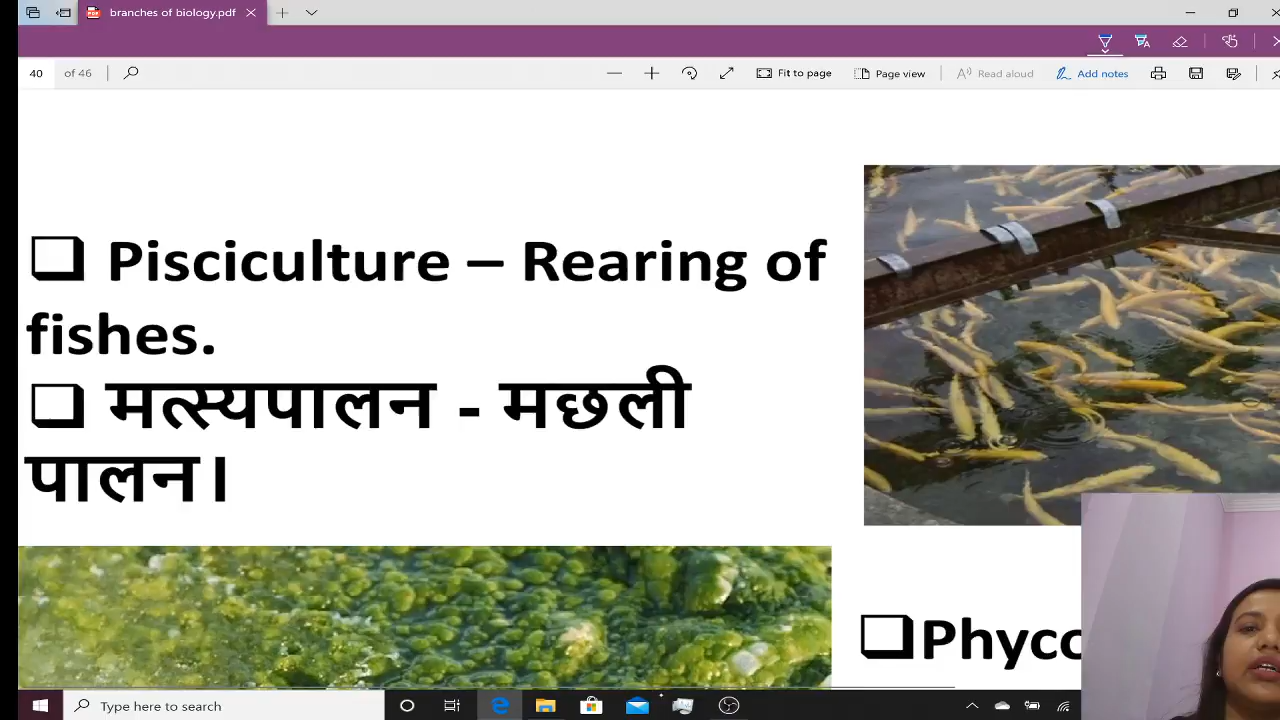 branches of biology.pdf
40 of 46
Fit to page
Page view
Read aloud
Add notes
Pisciculture – Rearing of
fishes.
मत्स्यपालन - मछली
पालन।
Type here to search